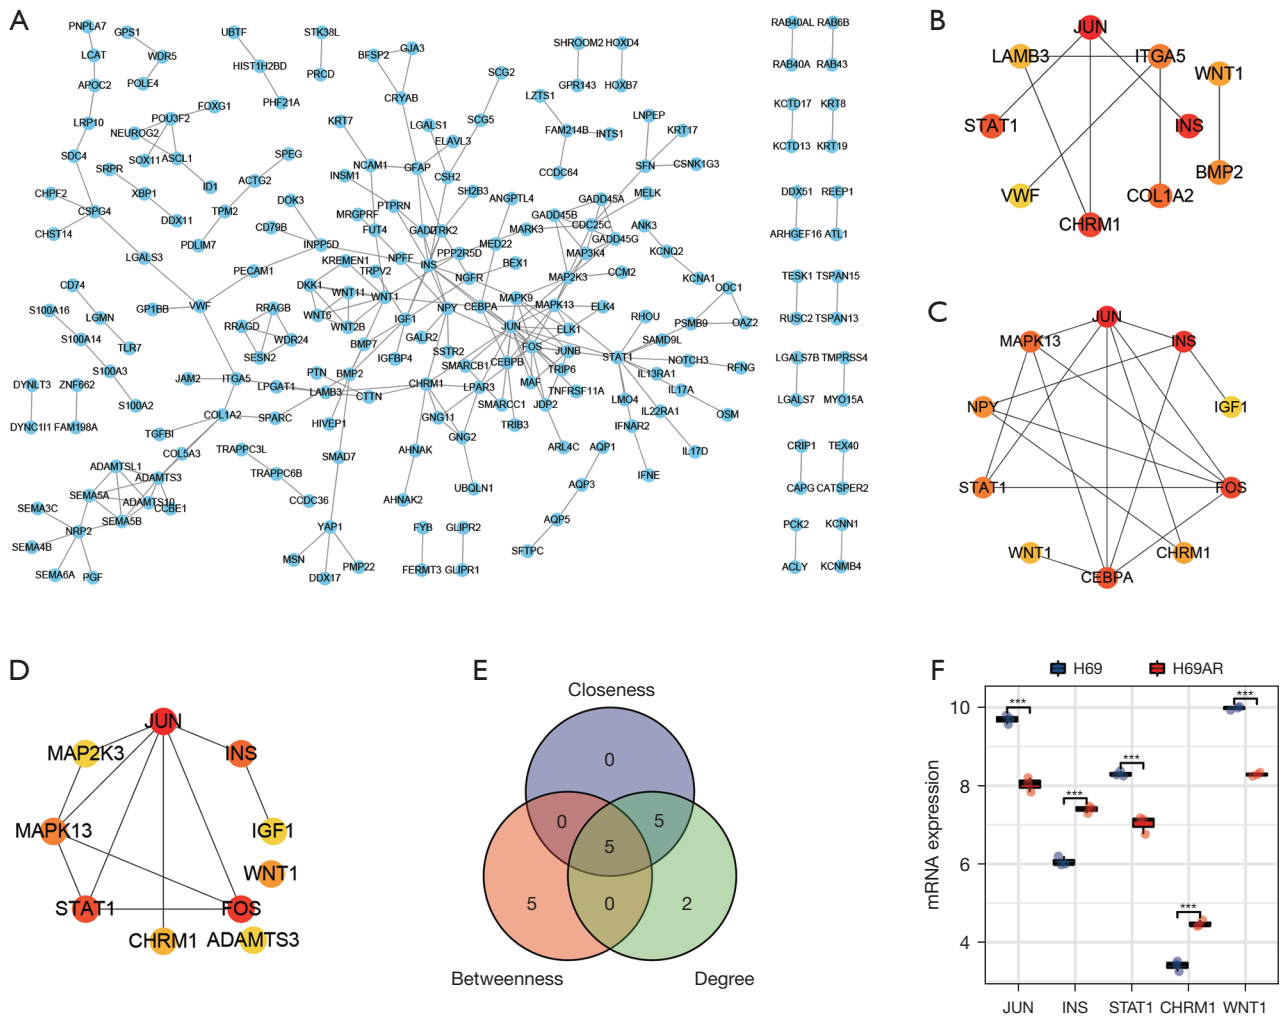 A
PNPLA7
GPS1
UBTF
STK38L
GJA3
BFSP2
SHROOM2 HOXD4
RAB40AL RAB6B
LCAT
WDR5
HIST1H2BD
PRCD
SCG2
RAB40A RAB43
APOC2
POLE4
PHF21A
CRYAB
LZTS1
GPR143 HOXB7
FOXG1
POU3F2
KCTD17 KRT8
LRP10
NEUROG2
KRT7
LGALS1
SCG5
LNPEP
KRT17
FAM214B
INTS1
ELAVL3
KCTD13 KRT19
SDC4
SRPR
SOX11
ASCL1
SPEG
NCAM1
GFAP
SFN
CSNK1G3
INSM1
CSH2
CCDC64
CHPF2
XBP1
ID1
ACTG2
SH2B3
MELK
DDX51 REEP1
DOK3
PTPRN
ANGPTL4
GADD45A
CSPG4
DDX11
TPM2
MRGPRF
GADD45B
CHST14
CD79B
FUT4
MARK3
CDC25C
ANK3
ARHGEF16 ATL1
PDLIM7
INPP5D
MED22
GADD45G
LGALS3
KREMEN1
NPFF
PPP2R5D
MAP3K4
KCNQ2
PECAM1
TRPV2
INS
BEX1
CCM2
CD74
DKK1
NGFR
MAP2K3
KCNA1
TESK1 TSPAN15
WNT11
WNT1
MAPK9
ODC1
S100A16
GP1BB
VWF
RRAGB
NPY
CEBPA
MAPK13
ELK4
LGMN
WNT6
IGF1
RHOU
PSMB9
OAZ2
RUSC2 TSPAN13
RRAGD
WNT2B
JUN
ELK1
S100A14
WDR24
BMP7
GALR2
FOS
SAMD9L
TLR7
SESN2
SSTR2
JUNB
STAT1
LGALS7B TMPRSS4
IGFBP4
SMARCB1
CEBPB
TRIP6
NOTCH3
RFNG
S100A3
PTN
BMP2
IL13RA1
DYNLT3
ZNF662
JAM2
ITGA5
LPGAT1
LAMB3
CHRM1
LPAR3
MAF
TNFRSF11A
IL17A
CTTN
LMO4
LGALS7 MYO15A
S100A2
COL1A2
SPARC
SMARCC1
JDP2
IL22RA1
OSM
DYNC1I1 FAM198A
HIVEP1
GNG11
TRIB3
IFNAR2
TGFBI
GNG2
ARL4C
CRIP1 TEX40
COL5A3
TRAPPC3L
SMAD7
AHNAK
AQP1
IL17D
ADAMTSL1
ADAMTS3
TRAPPC6B
IFNE
SEMA5A
UBQLN1
AQP3
CAPG CATSPER2
SEMA3C
ADAMTS10
CCDC36
AHNAK2
CCBE1
SEMA5B
AQP5
NRP2
YAP1
FYB GLIPR2
PCK2 KCNN1
SEMA4B
SFTPC
MSN
PMP22
SEMA6A
PGF
DDX17
FERMT3 GLIPR1
ACLY KCNMB4
B
JUN
LAMB3
ITGA5
WNT1
STAT1
INS
BMP2
VWF
COL1A2
CHRM1
C
JUN
MAPK13
INS
NPY
IGF1
STAT1
FOS
WNT1
CHRM1
CEBPA
D
JUN
MAP2K3
INS
MAPK13
IGF1
WNT1
STAT1
FOS
CHRM1
ADAMTS3
E
Closeness
0
0
5
5
5
0
2
Betweenness
Degree
F
H69
H69AR
mRNA expression
10
8
6
4
***
***
***
***
***
JUN
INS
STAT1
CHRM1
WNT1